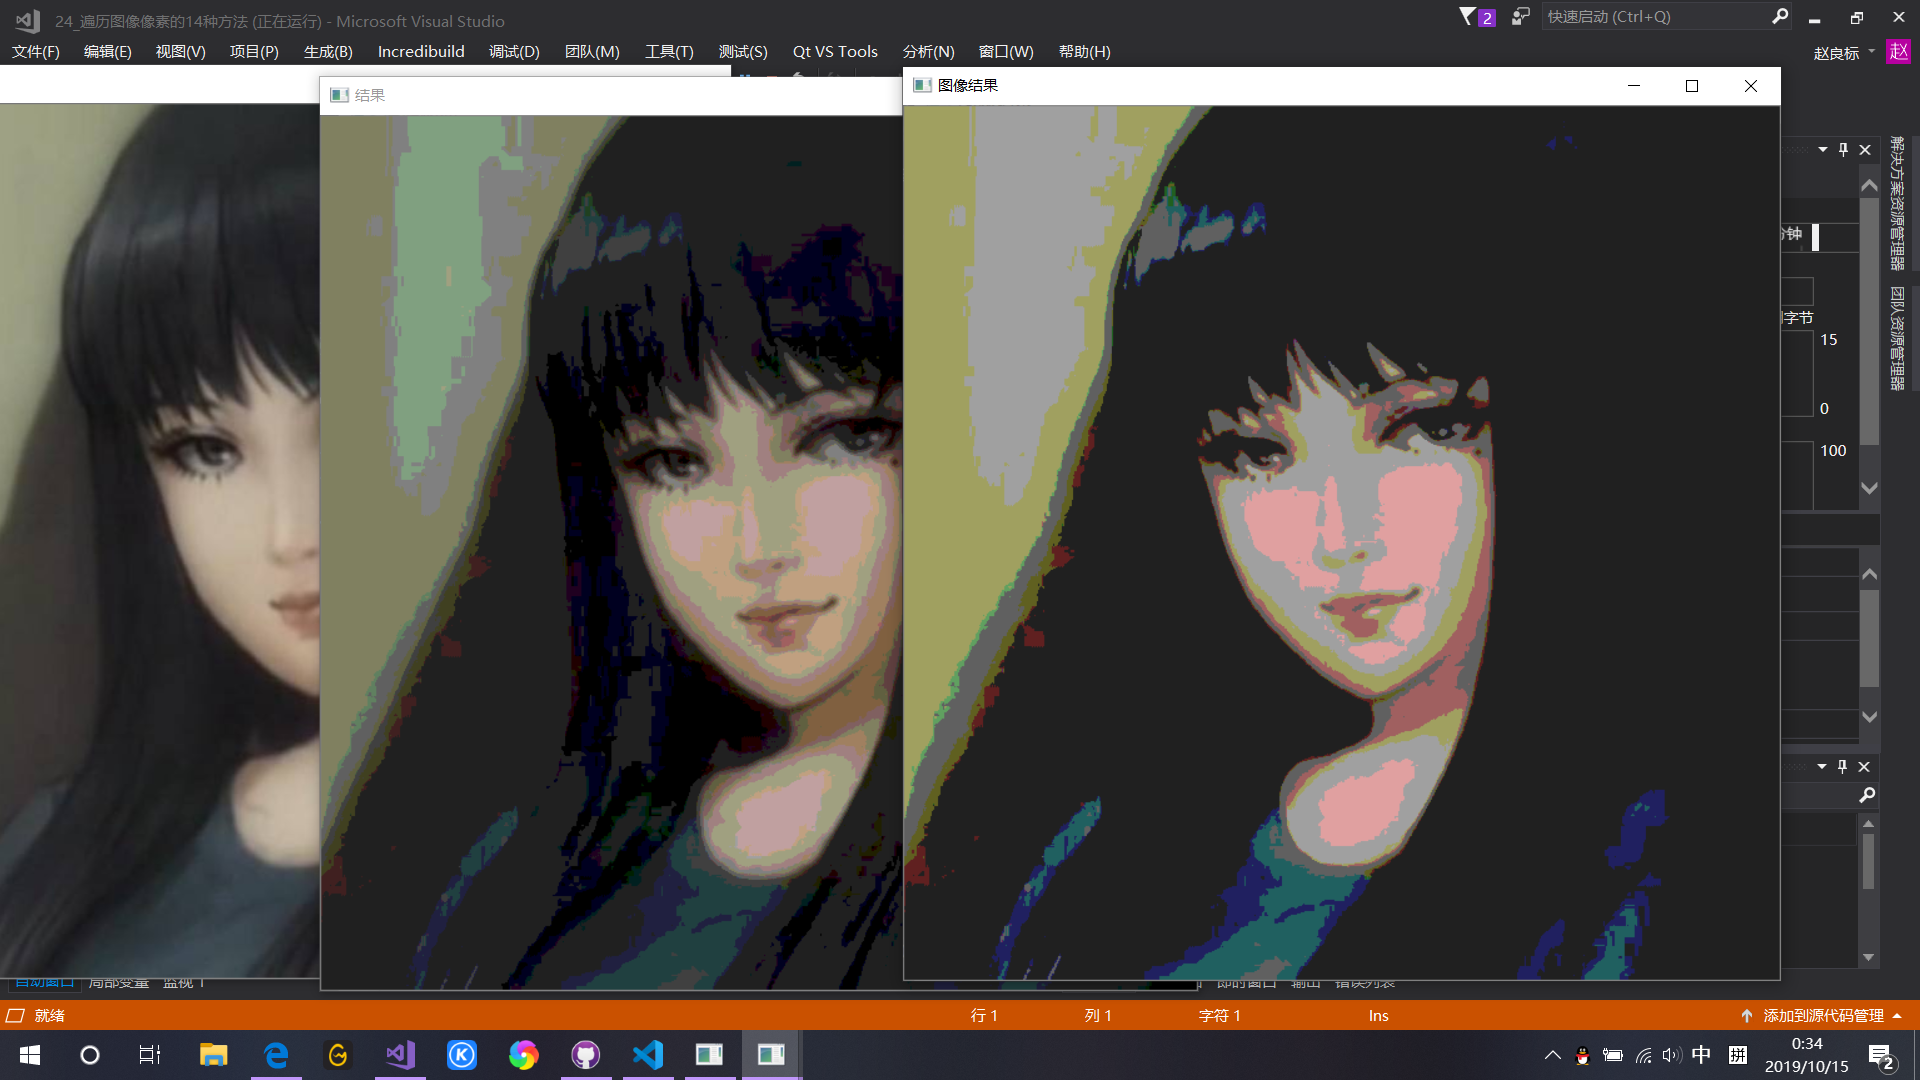 24_遍历图像像素的14种方法 (正在运行) - Microsoft Visual Studio
2
快速启动 (Ctrl+Q)
文件(F) 编辑(E) 视图(V) 项目(P) 生成(B) Incredibuild 调试(D) 团队(M) 工具(T) 测试(S) Qt VS Tools 分析(N) 窗口(W) 帮助(H)
赵良标 赵
结果
图像结果
解决方案资源管理器
团队资源管理器
分钟
字节
15
0
100
自动窗口 局部变量 监视 1
即时窗口 输出 错误列表
就绪 行 1 列 1 字符 1 Ins 添加到源代码管理
中 拼
0:34
2019/10/15
2